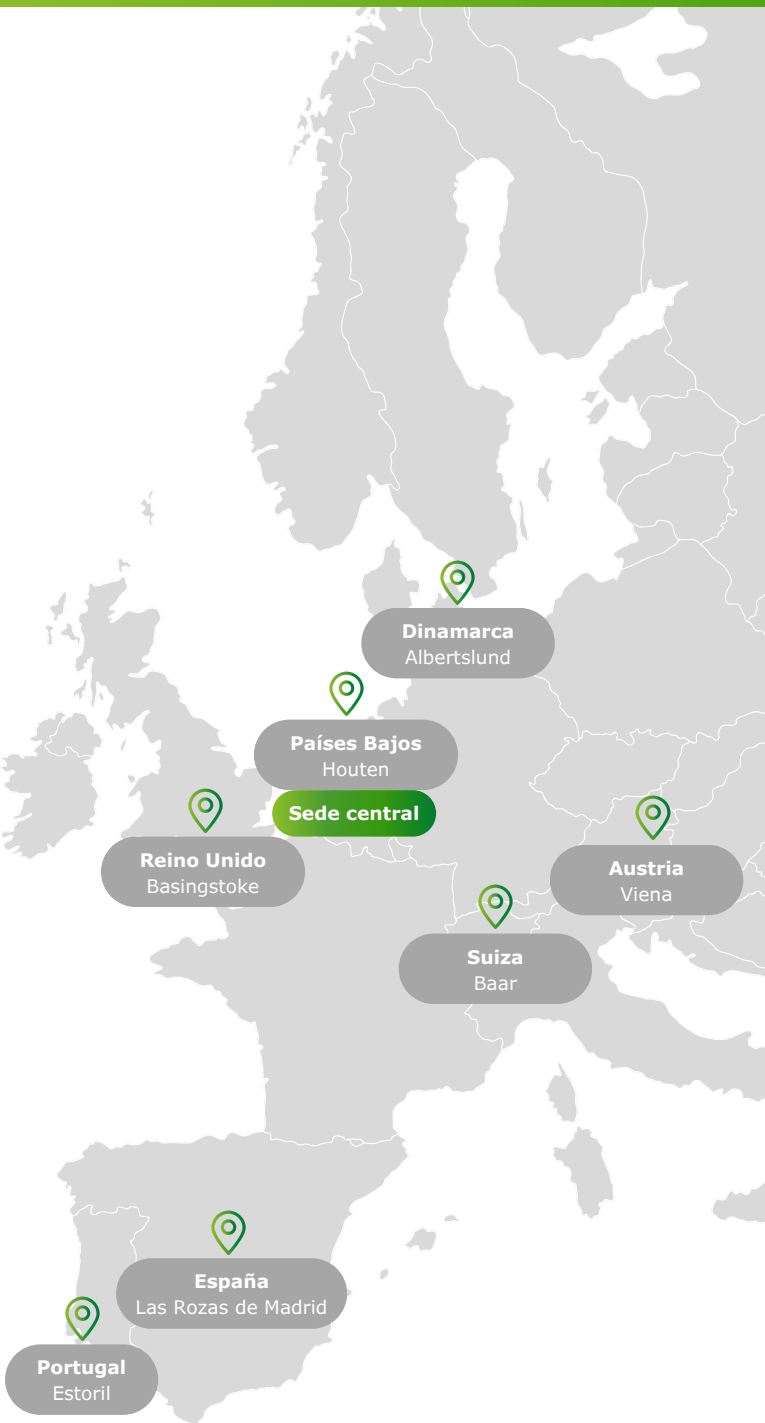 Dinamarca
Albertslund
Países Bajos
Houten
Sede central
Reino Unido
Basingstoke
Austria
Viena
Suiza
Baar
España
Las Rozas de Madrid
Portugal
Estoril